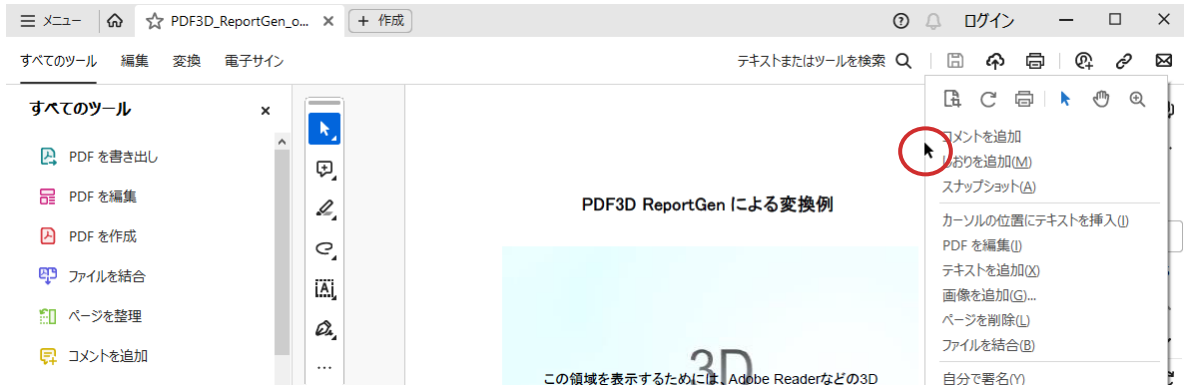 メニュー
PDF3D_ReportGen_o...
作成
ログイン
すべてのツール 編集 変換 電子サイン
テキストまたはツールを検索
すべてのツール
PDF を書き出し
PDF を編集
PDF を作成
ファイルを結合
ページを整理
コメントを追加
PDF3D ReportGen による変換例
3D
この領域を表示するためには、Adobe Readerなどの3D
コメントを追加
しおりを追加(M)
スナップショット(A)
カーソルの位置にテキストを挿入(I)
PDF を編集(I)
テキストを追加(X)
画像を追加(G)...
ページを削除(L)
ファイルを結合(B)
自分で署名(Y)